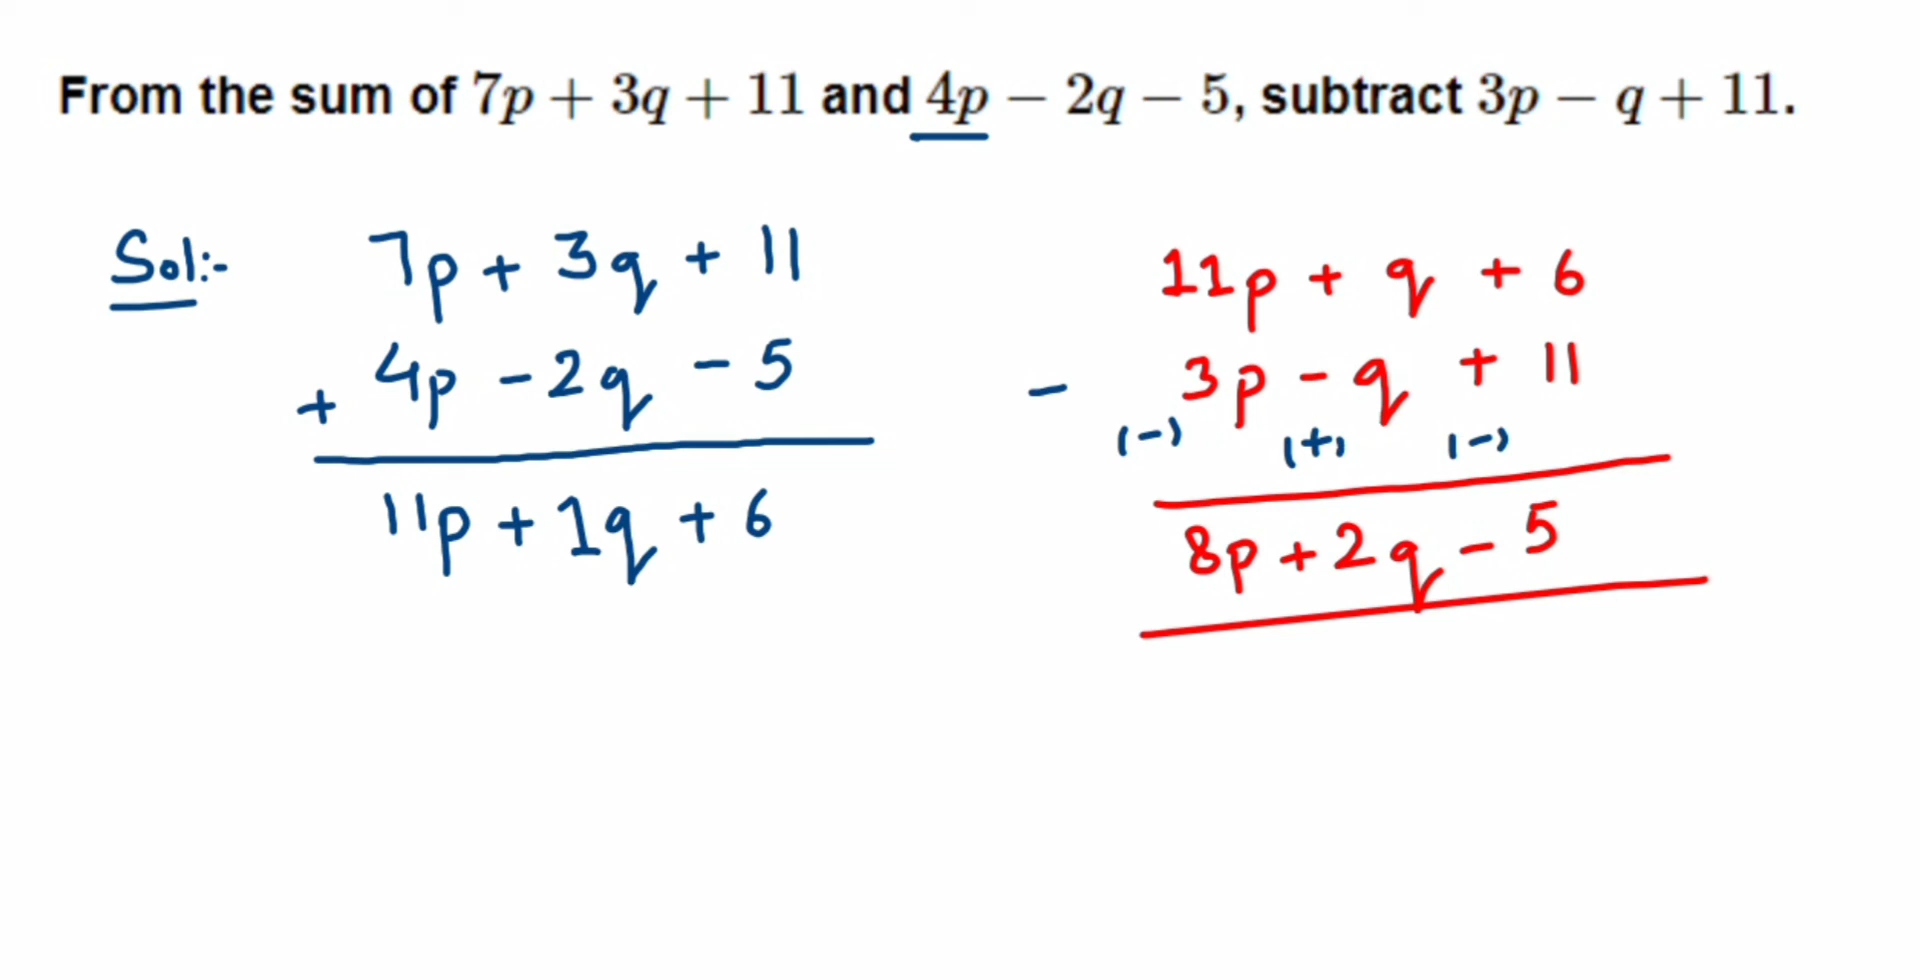 From the sum of 7p + 3q + 11 and 4p − 2q − 5, subtract 3p − q + 11.
Sol:-
7p + 3q + 11
+ 4p - 2q - 5
11p + 1q + 6
11p + q + 6
- 3p - q + 11
(-) (+) (-)
8p + 2q - 5